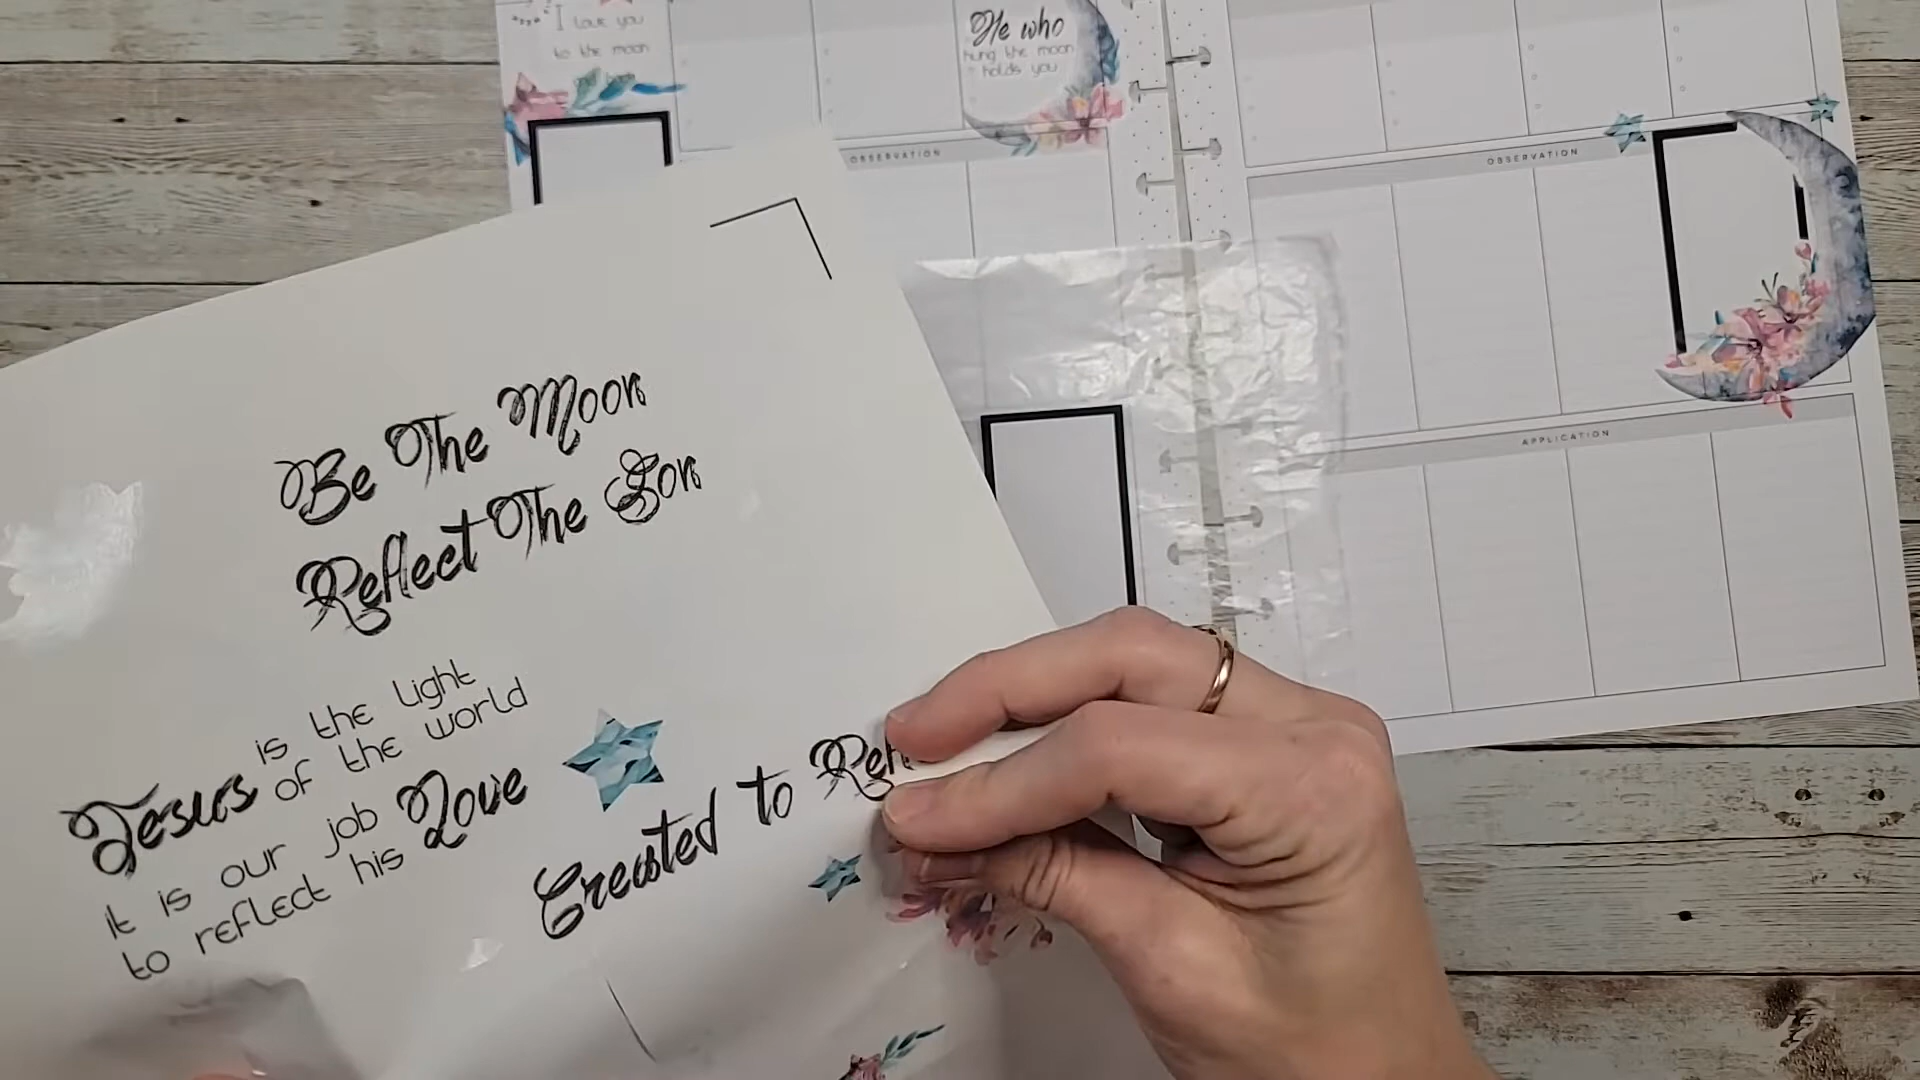 I love you
to the moon
He who
hung the moon
holds you
OBSERVATION
OBSERVATION
APPLICATION
Be The Moon
Reflect The Son
is the light
Jesus of the world
it is our job
to reflect his Love
Created to